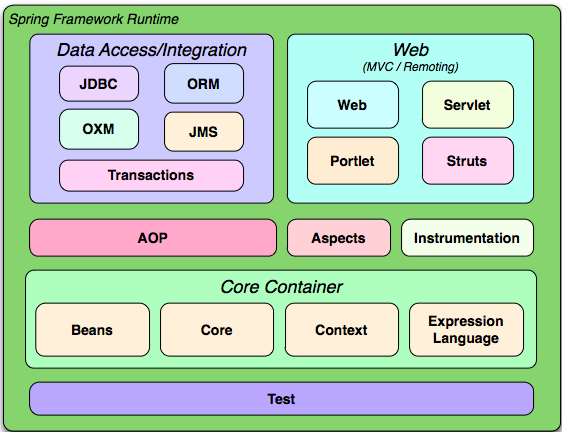 Spring Framework Runtime
Data Access/Integration
JDBC
ORM
OXM
JMS
Transactions
Web
(MVC / Remoting)
Web
Servlet
Portlet
Struts
AOP
Aspects
Instrumentation
Core Container
Beans
Core
Context
Expression
Language
Test